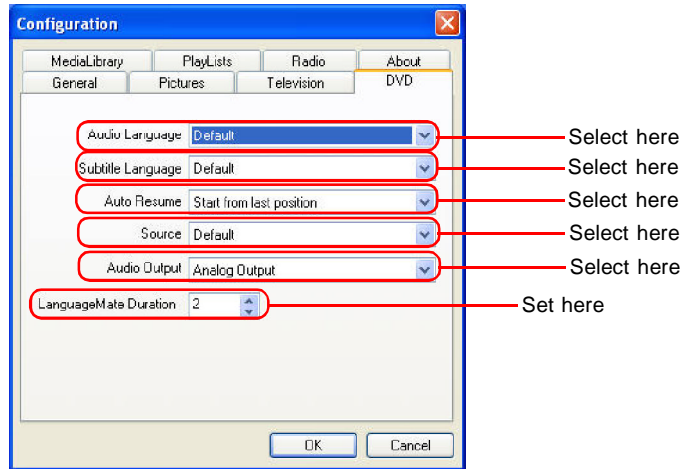 Configuration
MediaLibrary PlayLists Radio About
General Pictures Television DVD
Audio Language Default Select here
Subtitle Language Default Select here
Auto Resume Start from last position Select here
Source Default Select here
Audio Output Analog Output Select here
LanguageMate Duration 2 Set here
OK Cancel